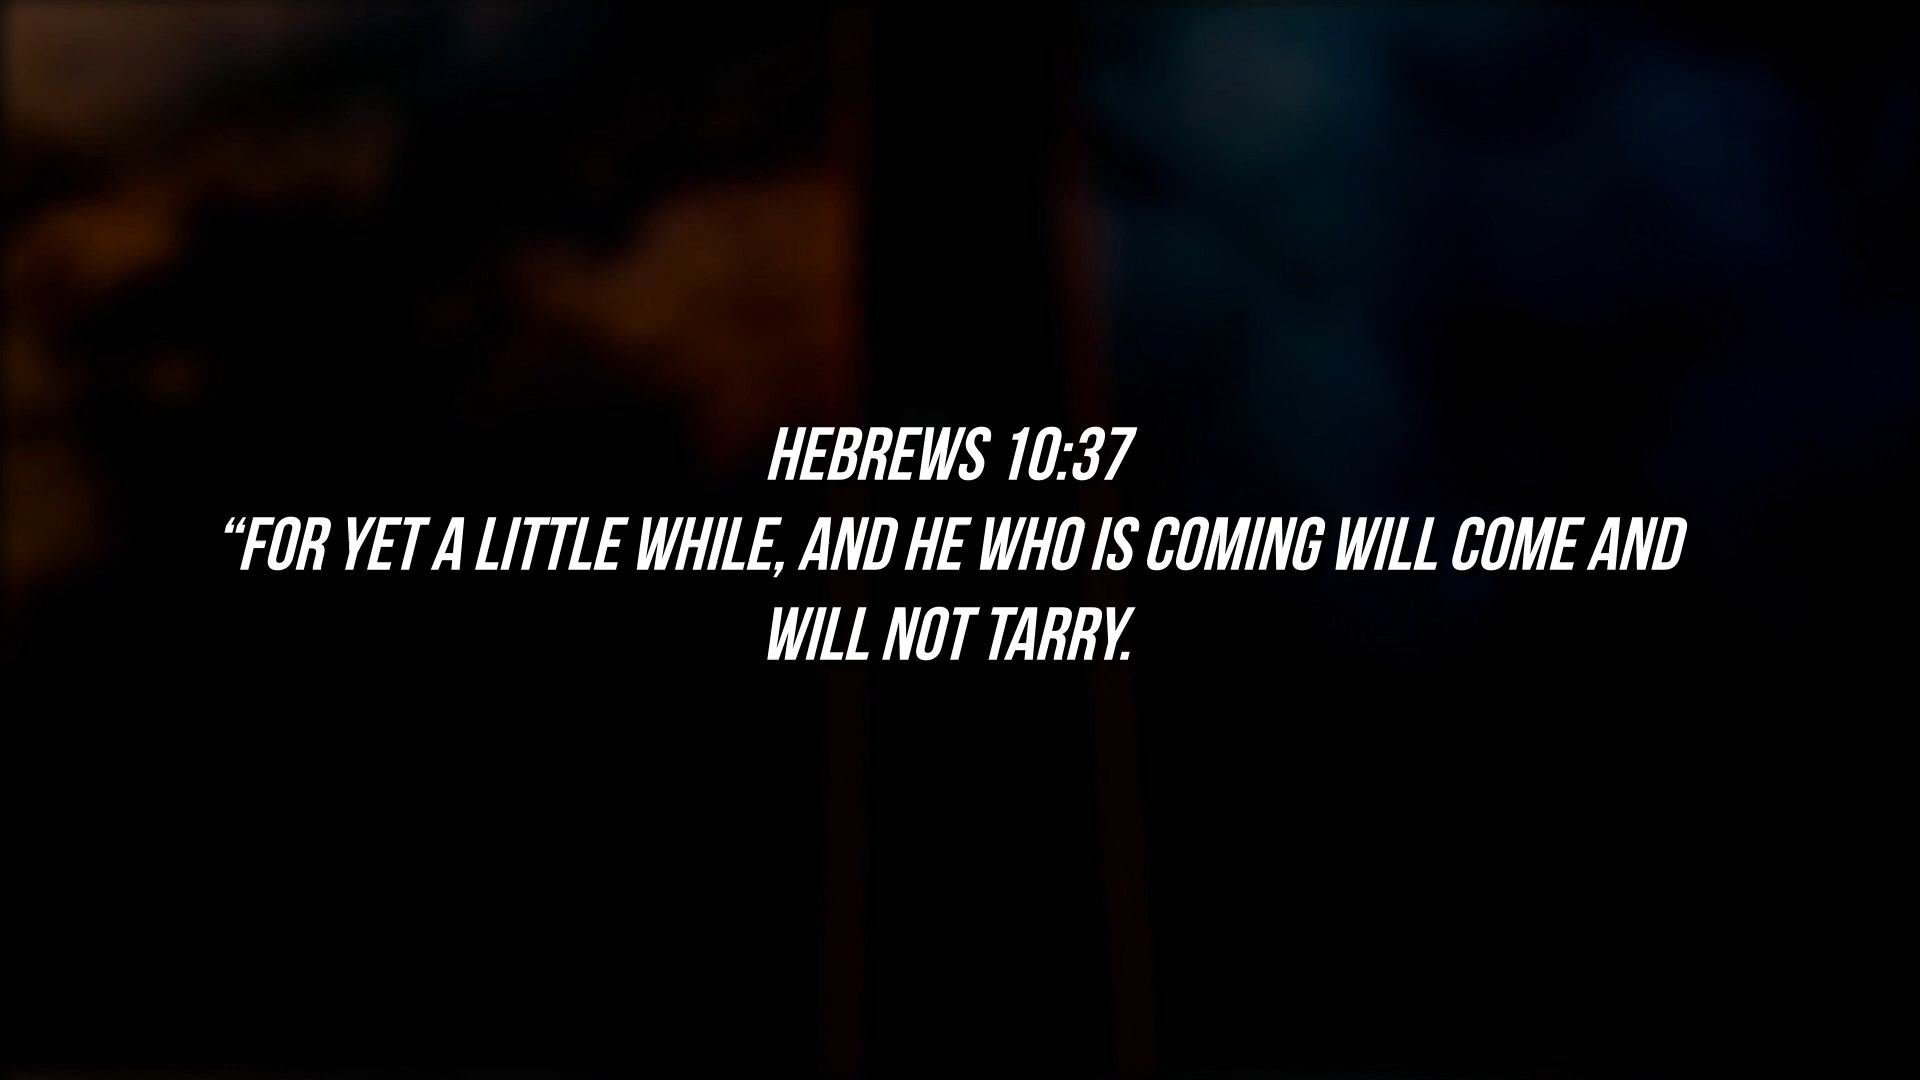 HEBREWS 10:37
“FOR YET A LITTLE WHILE, AND HE WHO IS COMING WILL COME AND
WILL NOT TARRY.